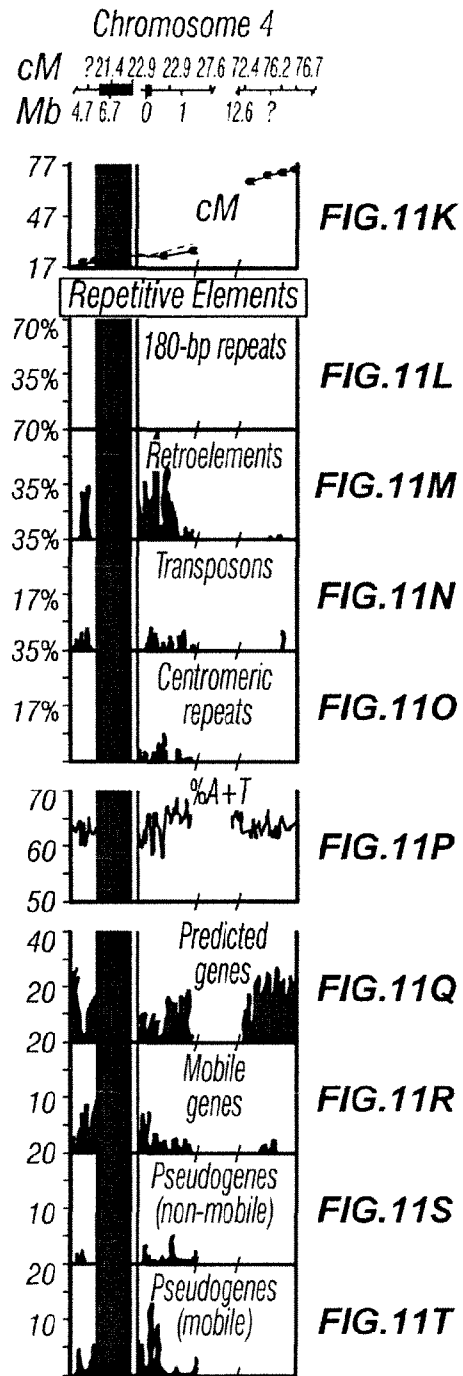 Chromosome 4
cM ?21.4 22.9 22.9 27.6 72.4 76.2 76.7
Mb 4.7 6.7 0 1 12.6 ?
77
47
17
cM
FIG.11K
Repetitive Elements
70%
35%
180-bp repeats
FIG.11L
70%
35%
Retroelements
FIG.11M
35%
17%
Transposons
FIG.11N
35%
17%
Centromeric
repeats
FIG.11O
70
60
50
%A+T
FIG.11P
40
20
Predicted
genes
FIG.11Q
20
10
Mobile
genes
FIG.11R
20
10
Pseudogenes
(non-mobile)
FIG.11S
20
10
Pseudogenes
(mobile)
FIG.11T